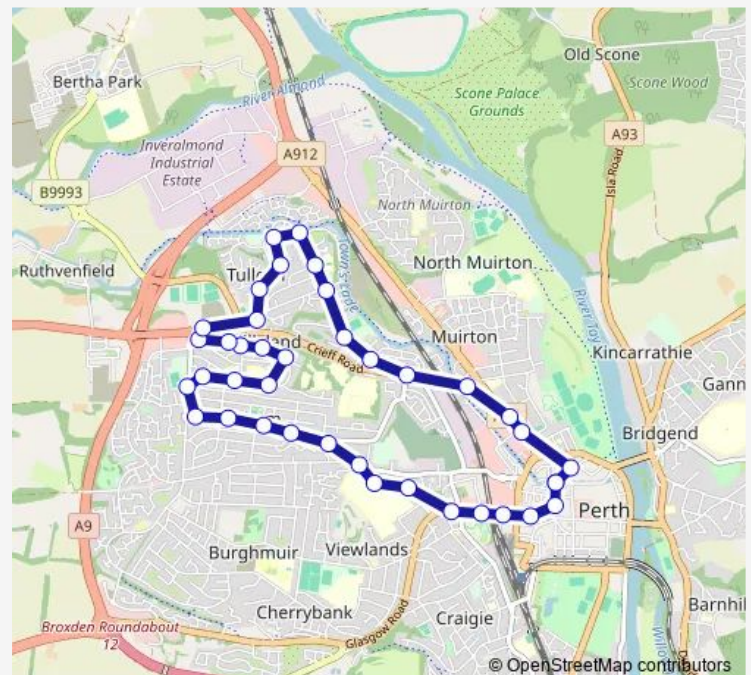 Old Scone
Bertha Park
Scone Wood
River Almond
Scone Palace
Grounds
A93
Inveralmond
Industrial
Estate
A912
Isla Road
B9993
North Muirton
Ruthvenfield
Town's Lade
North Muirton
River Tay
Muirton
Crieff Road
Kincarrathie
Gann
Bridgend
Perth
A9
Burghmuir
Viewlands
Cherrybank
Craigie
Barnhil
Broxden Roundabout
12
Glasgow Road
© OpenStreetMap contributors